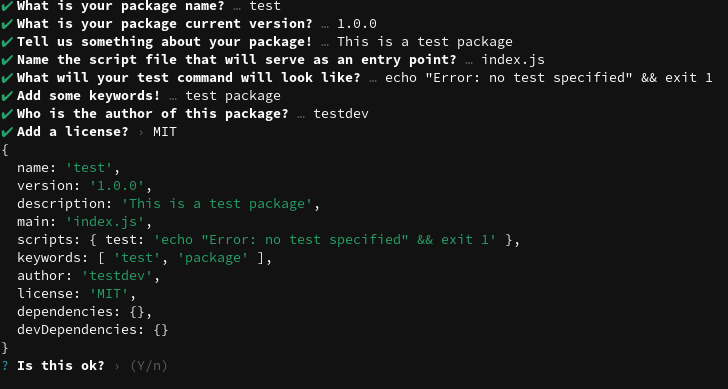 ✔ What is your package name? … test
✔ What is your package current version? … 1.0.0
✔ Tell us something about your package! … This is a test package
✔ Name the script file that will serve as an entry point? … index.js
✔ What will your test command will look like? … echo "Error: no test specified" && exit 1
✔ Add some keywords! … test package
✔ Who is the author of this package? … testdev
✔ Add a license? › MIT
{
  name: 'test',
  version: '1.0.0',
  description: 'This is a test package',
  main: 'index.js',
  scripts: { test: 'echo "Error: no test specified" && exit 1' },
  keywords: [ 'test', 'package' ],
  author: 'testdev',
  license: 'MIT',
  dependencies: {},
  devDependencies: {}
}
? Is this ok? › (Y/n)